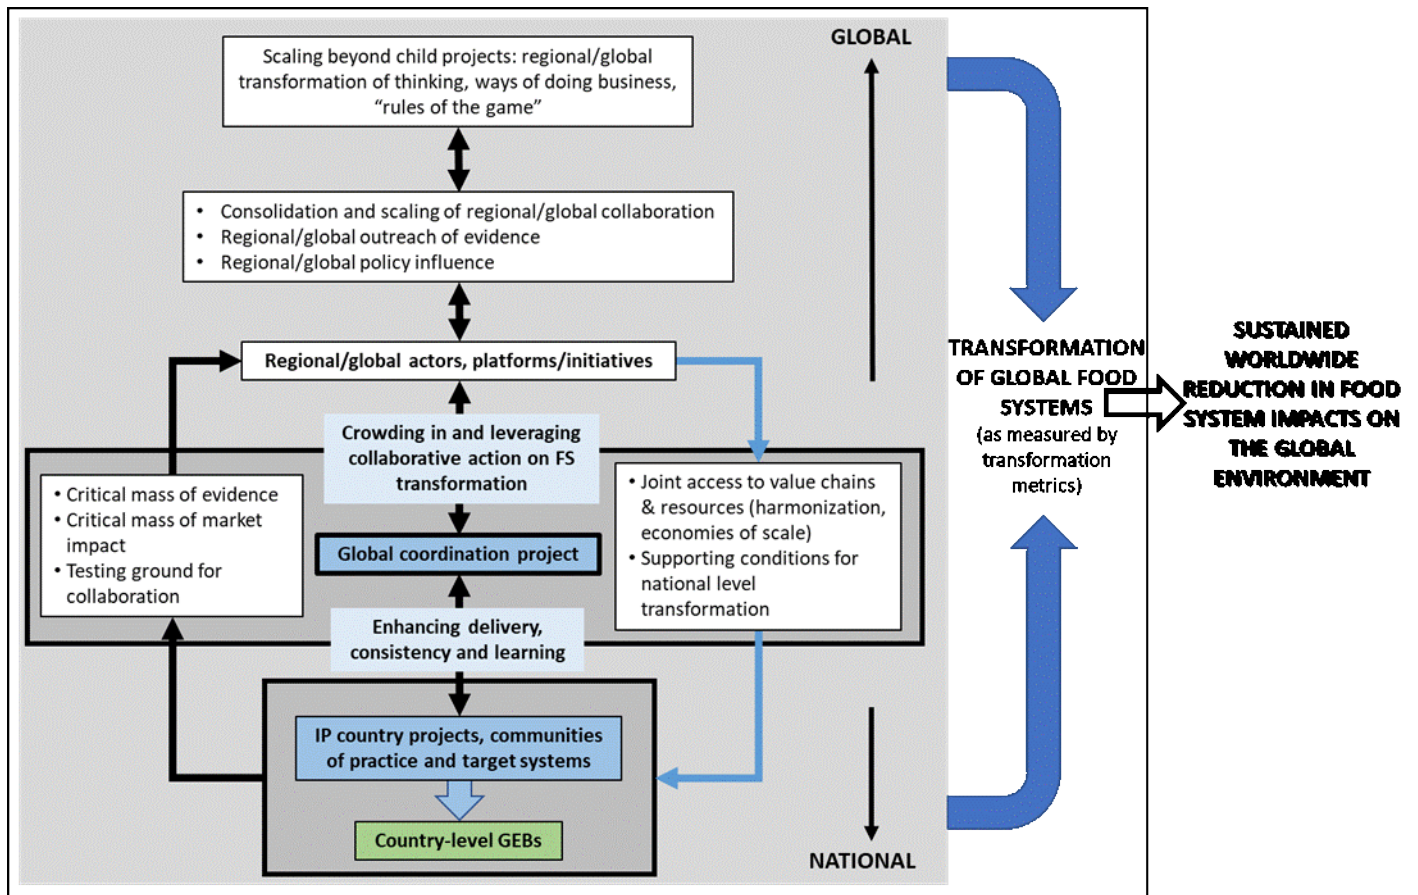 GLOBAL
Scaling beyond child projects: regional/global
transformation of thinking, ways of doing business,
“rules of the game”
• Consolidation and scaling of regional/global collaboration
• Regional/global outreach of evidence
• Regional/global policy influence
Regional/global actors, platforms/initiatives
Crowding in and leveraging
collaborative action on FS
transformation
• Critical mass of evidence
• Critical mass of market
impact
• Testing ground for
collaboration
Global coordination project
• Joint access to value chains
& resources (harmonization,
economies of scale)
• Supporting conditions for
national level
transformation
Enhancing delivery,
consistency and learning
IP country projects, communities
of practice and target systems
Country-level GEBs
NATIONAL
TRANSFORMATION
OF GLOBAL FOOD
SYSTEMS
(as measured by
transformation
metrics)
SUSTAINED
WORLDWIDE
REDUCTION IN FOOD
SYSTEM IMPACTS ON
THE GLOBAL
ENVIRONMENT